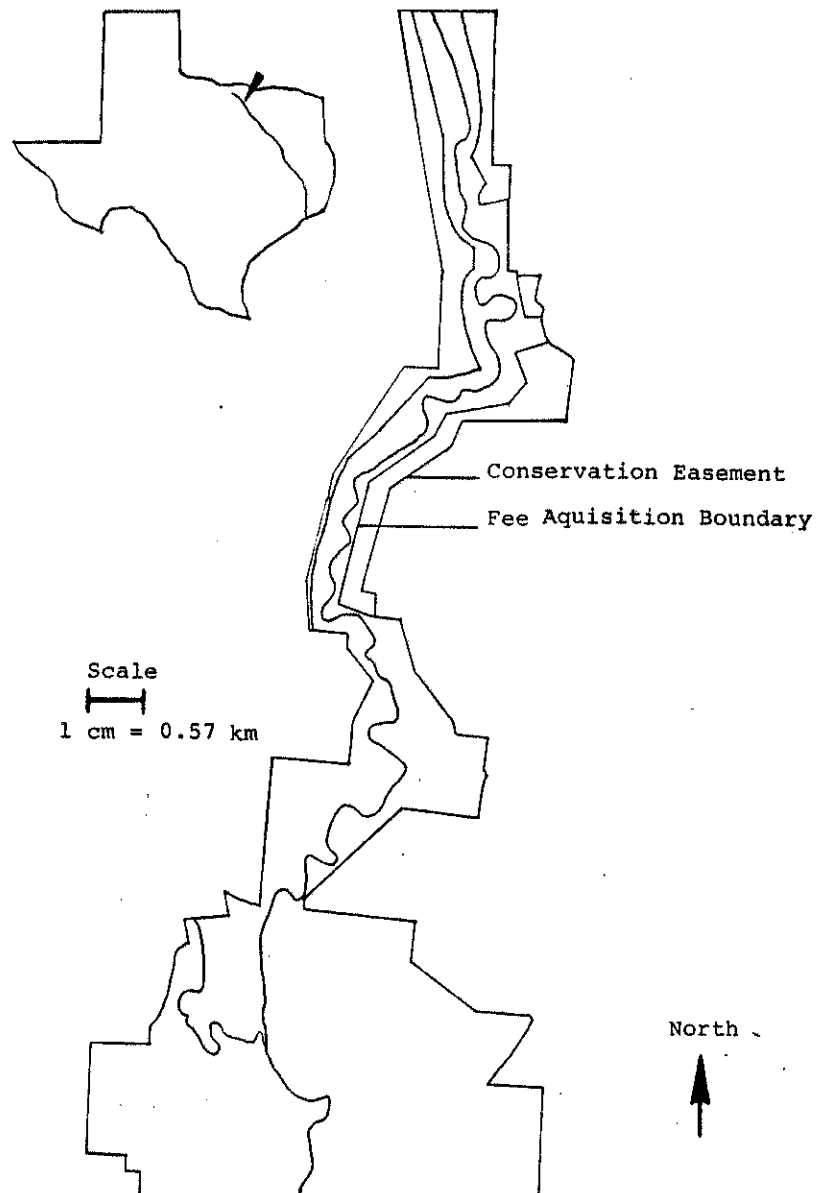 Conservation Easement
Fee Aquisition Boundary
Scale
1 cm = 0.57 km
North